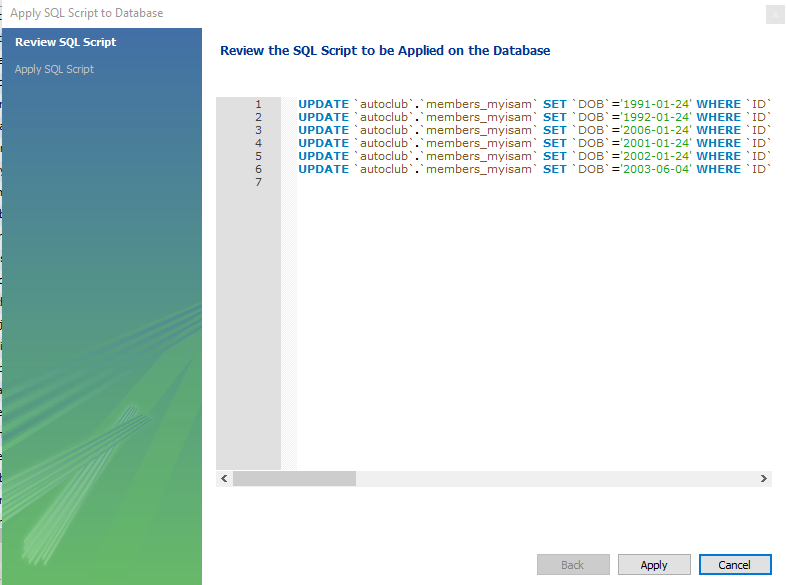 Apply SQL Script to Database
Review SQL Script
Apply SQL Script
Review the SQL Script to be Applied on the Database
1 UPDATE `autoclub`.`members_myisam` SET `DOB`='1991-01-24' WHERE `ID`
2 UPDATE `autoclub`.`members_myisam` SET `DOB`='1992-01-24' WHERE `ID`
3 UPDATE `autoclub`.`members_myisam` SET `DOB`='2006-01-24' WHERE `ID`
4 UPDATE `autoclub`.`members_myisam` SET `DOB`='2001-01-24' WHERE `ID`
5 UPDATE `autoclub`.`members_myisam` SET `DOB`='2002-01-24' WHERE `ID`
6 UPDATE `autoclub`.`members_myisam` SET `DOB`='2003-06-04' WHERE `ID`
7
Back Apply Cancel